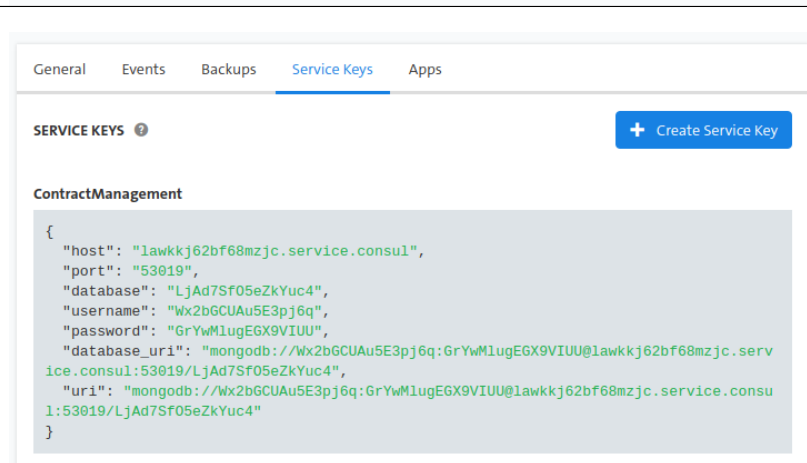 General Events Backups Service Keys Apps
SERVICE KEYS ?
+ Create Service Key
ContractManagement
{
"host": "lawkkj62bf68mzjc.service.consul",
"port": "53019",
"database": "LjAd7SfO5eZkYuc4",
"username": "Wx2bGCUAu5E3pj6q",
"password": "GrYwMlugEGX9VIUU",
"database_uri": "mongodb://Wx2bGCUAu5E3pj6q:GrYwMlugEGX9VIUU@lawkkj62bf68mzjc.serv
ice.consul:53019/LjAd7SfO5eZkYuc4",
"uri": "mongodb://Wx2bGCUAu5E3pj6q:GrYwMlugEGX9VIUU@lawkkj62bf68mzjc.service.consu
l:53019/LjAd7SfO5eZkYuc4"
}